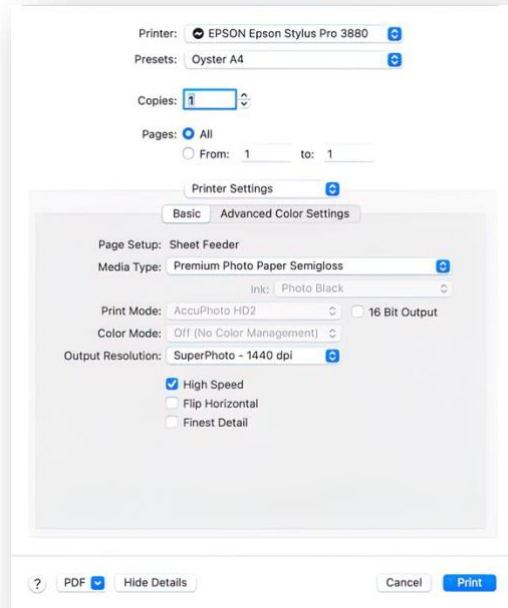 Printer: EPSON Epson Stylus Pro 3880
Presets: Oyster A4
Copies: 1
Pages: All
From: 1 to: 1
Printer Settings
Basic Advanced Color Settings
Page Setup: Sheet Feeder
Media Type: Premium Photo Paper Semigloss
Ink: Photo Black
Print Mode: AccuPhoto HD2 16 Bit Output
Color Mode: Off (No Color Management)
Output Resolution: SuperPhoto - 1440 dpi
High Speed
Flip Horizontal
Finest Detail
? PDF Hide Details Cancel Print